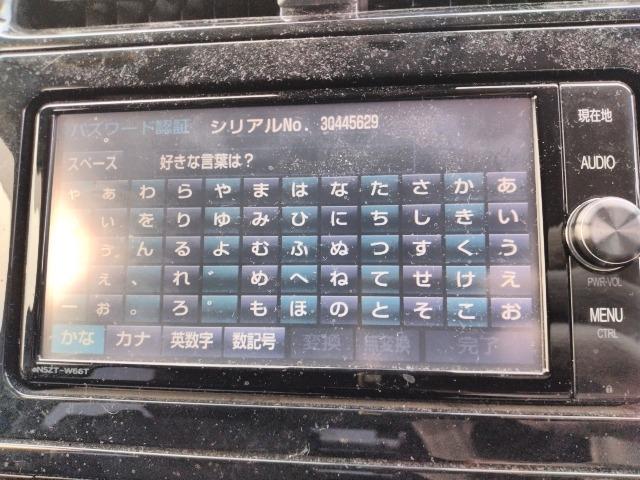 パスワード認証 シリアルNo. 3Q445629
現在地
スペース 好きな言葉は?
AUDIO
ゃ ぁ わ ら や ま は な た さ か あ
ぃ を り ゆ み ひ に ち し き い
ぅ ん る よ む ふ ぬ つ す く う
ぇ 、 れ ゛ め へ ね て せ け え
ー ぉ 。 ろ ゜ も ほ の と そ こ お
PWR·VOL
MENU
CTRL
かな カナ 英数字 数記号 変換 無変換 完了
NSZT-W66T